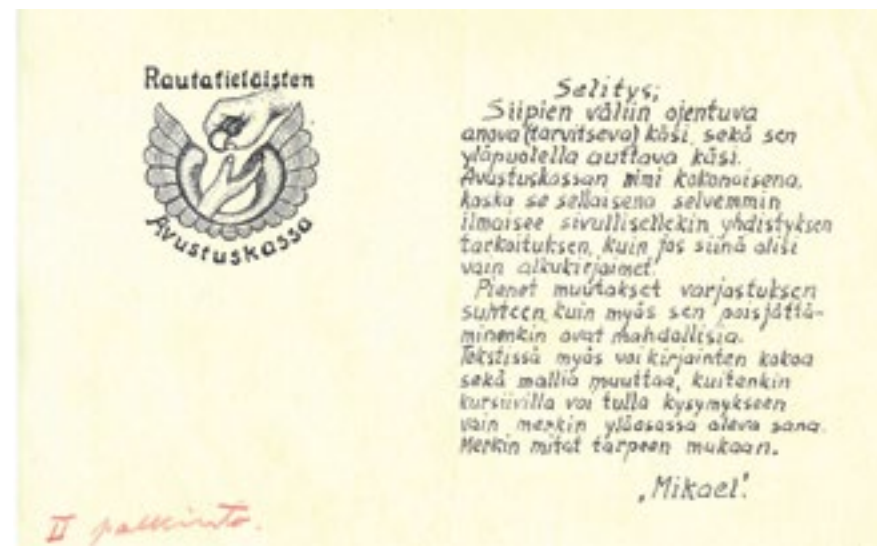 Rautatieläisten
Avustuskassa
Selitys;
Siipien väliin ojentuva
anova (tarvitseva) käsi, sekä sen
yläpuolella auttava käsi.
Avustuskassan nimi kokonaisena,
koska se sellaisena selvemmin
ilmaisee sivullisellekin yhdistyksen
tarkoituksen, kuin jos siinä olisi
vain alkukirjaimet.
Pienet muutokset varjostuksen
suhteen, kuin myös sen poisjättä-
minenkin ovat mahdollisia.
Tekstissä myös voi kirjainten kokoa
sekä mallia muuttaa, kuitenkin
kursiivilla voi tulla kysymykseen
vain merkin yläosassa oleva sana.
Merkin mitat tarpeen mukaan.
„Mikael".
II palkinto.